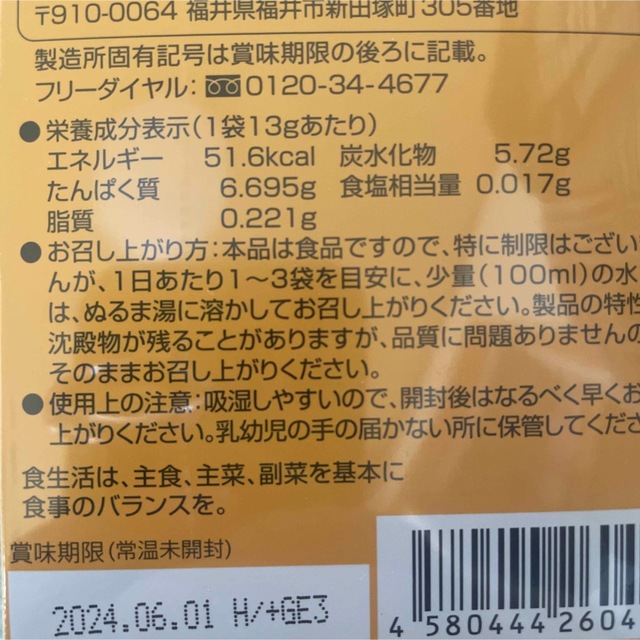 〒910-0064 福井県福井市新田塚町305番地
製造所固有記号は賞味期限の後ろに記載。
フリーダイヤル：0120-34-4677
●栄養成分表示（1袋13gあたり）
エネルギー 51.6kcal 炭水化物 5.72g
たんぱく質 6.695g 食塩相当量 0.017g
脂質 0.221g
●お召し上がり方：本品は食品ですので、特に制限はござい
んが、1日あたり1〜3袋を目安に、少量（100ml）の水
は、ぬるま湯に溶かしてお召し上がりください。製品の特性
沈殿物が残ることがありますが、品質に問題ありませんの
そのままお召し上がりください。
●使用上の注意：吸湿しやすいので、開封後はなるべく早くお
上がりください。乳幼児の手の届かない所に保管してくださ
食生活は、主食、主菜、副菜を基本に
食事のバランスを。
賞味期限（常温未開封）
2024.06.01 H/+GE3
4 580444 2604